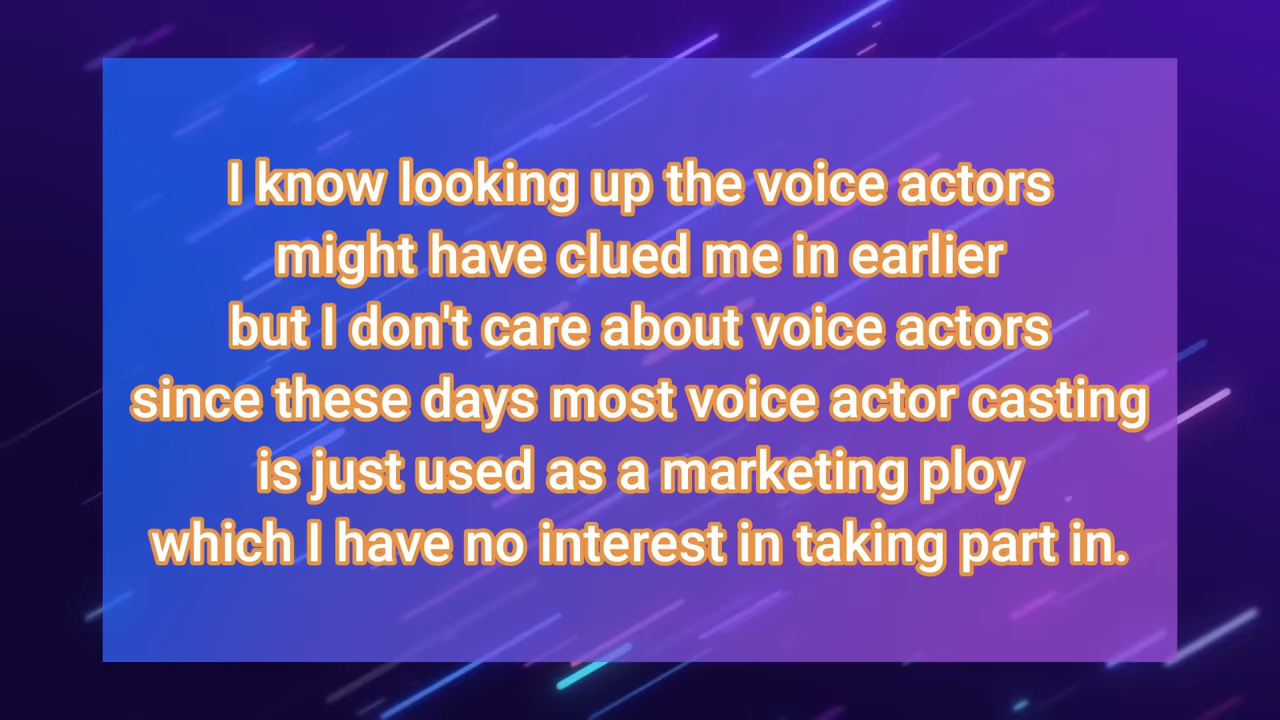 I know looking up the voice actors
might have clued me in earlier
but I don't care about voice actors
since these days most voice actor casting
is just used as a marketing ploy
which I have no interest in taking part in.